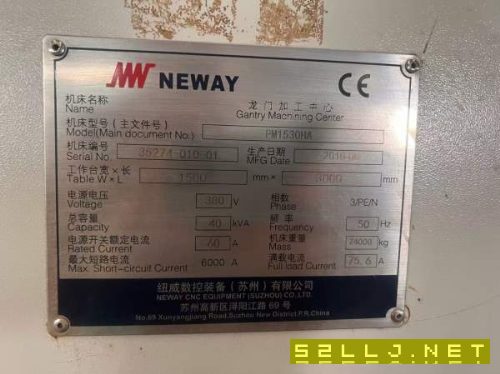 NW NEWAY CE
机床名称 龙门加工中心
Name Gantry Machining Center
机床型号(主文件号) PM1530HA
Model(Main document No.)
机床编号 35274-010-01 生产日期
Serial No. MFG Date
工作台宽×长 1500 mm× 3000 mm
Table W×L
电源电压 380 V 相数 3/PE/N
Voltage Phase
总容量 40 kVA 频率 50 Hz
Capacity Frequency
电源开关额定电流 60 A 机床重量 24000 kg
Rated Current Mass
最大短路电流 6000 A 满载电流 75.6 A
Max. Short-circuit Current Full load Current
纽威数控装备(苏州)有限公司
NEWAY CNC EQUIPMENT (SUZHOU) CO.,LTD.
苏州高新区浔阳江路 69 号
No.69 Xunyangjiang Road,Suzhou New District,P.R.China
52LLJ.NET